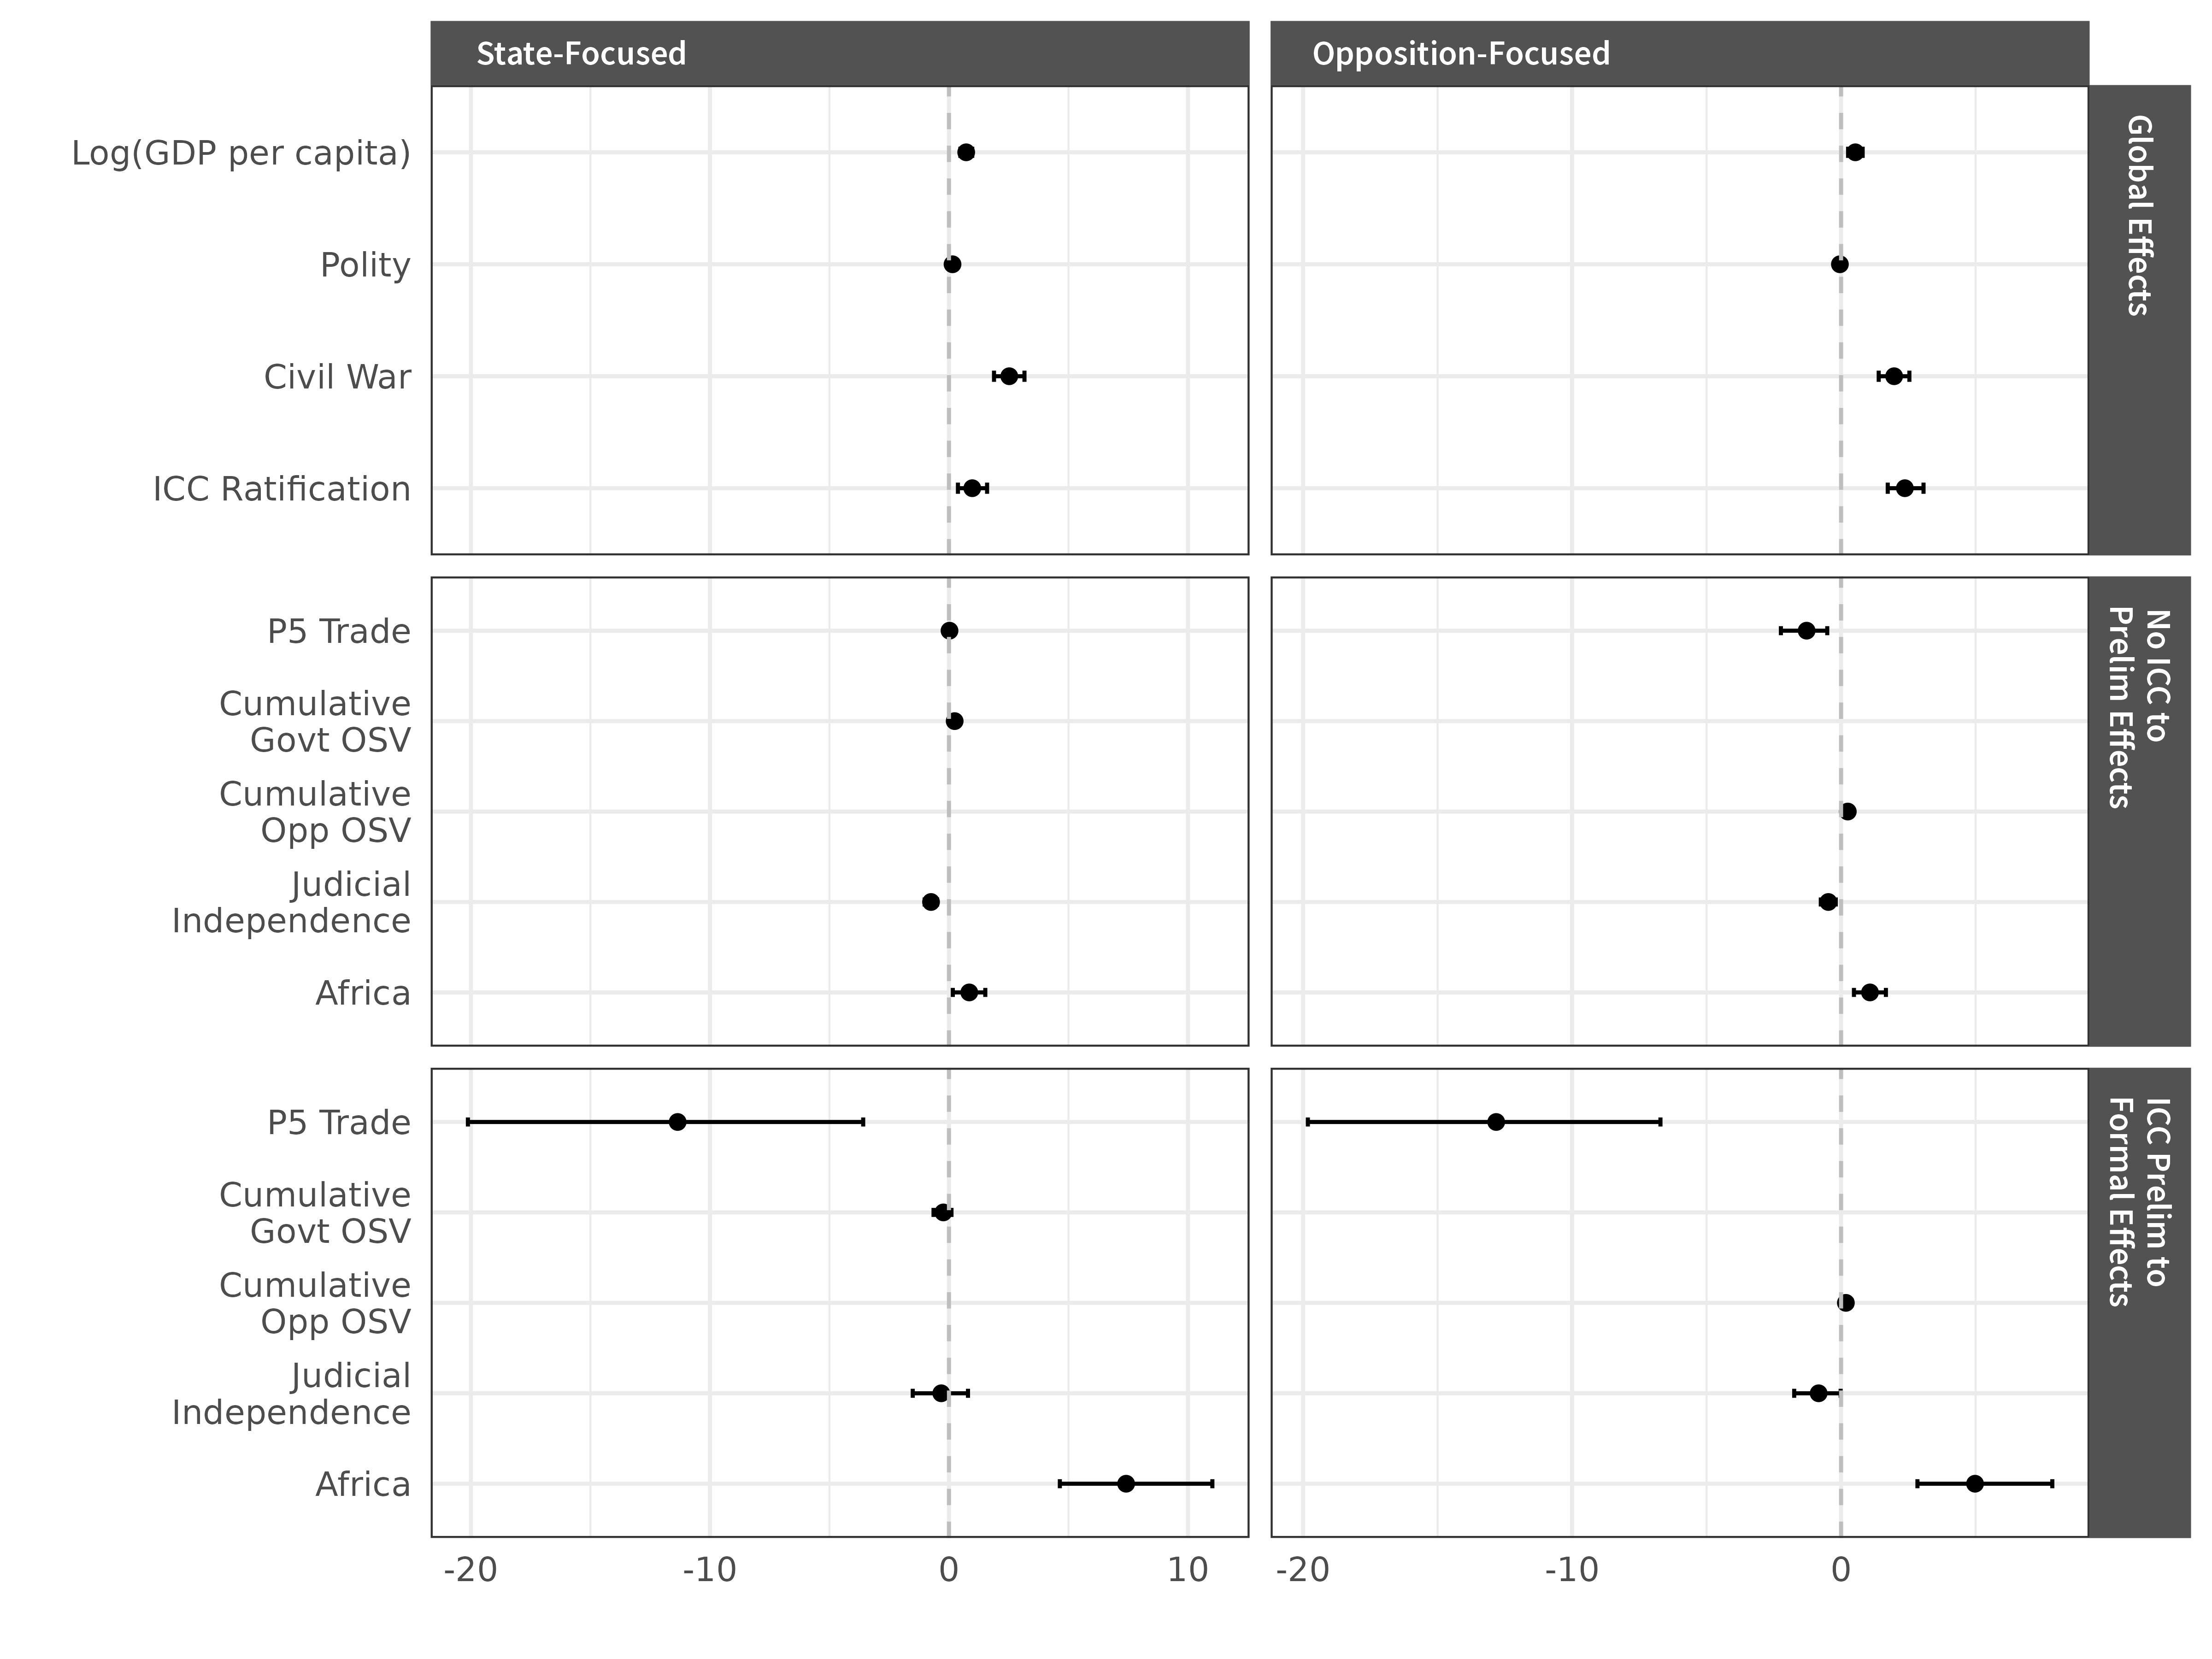 State-Focused
Opposition-Focused
Log(GDP per capita)
Polity
Civil War
ICC Ratification
Global Effects
P5 Trade
Cumulative
Govt OSV
Cumulative
Opp OSV
Judicial
Independence
Africa
No ICC to
Prelim Effects
P5 Trade
Cumulative
Govt OSV
Cumulative
Opp OSV
Judicial
Independence
Africa
ICC Prelim to
Formal Effects
-20
-10
0
10
-20
-10
0